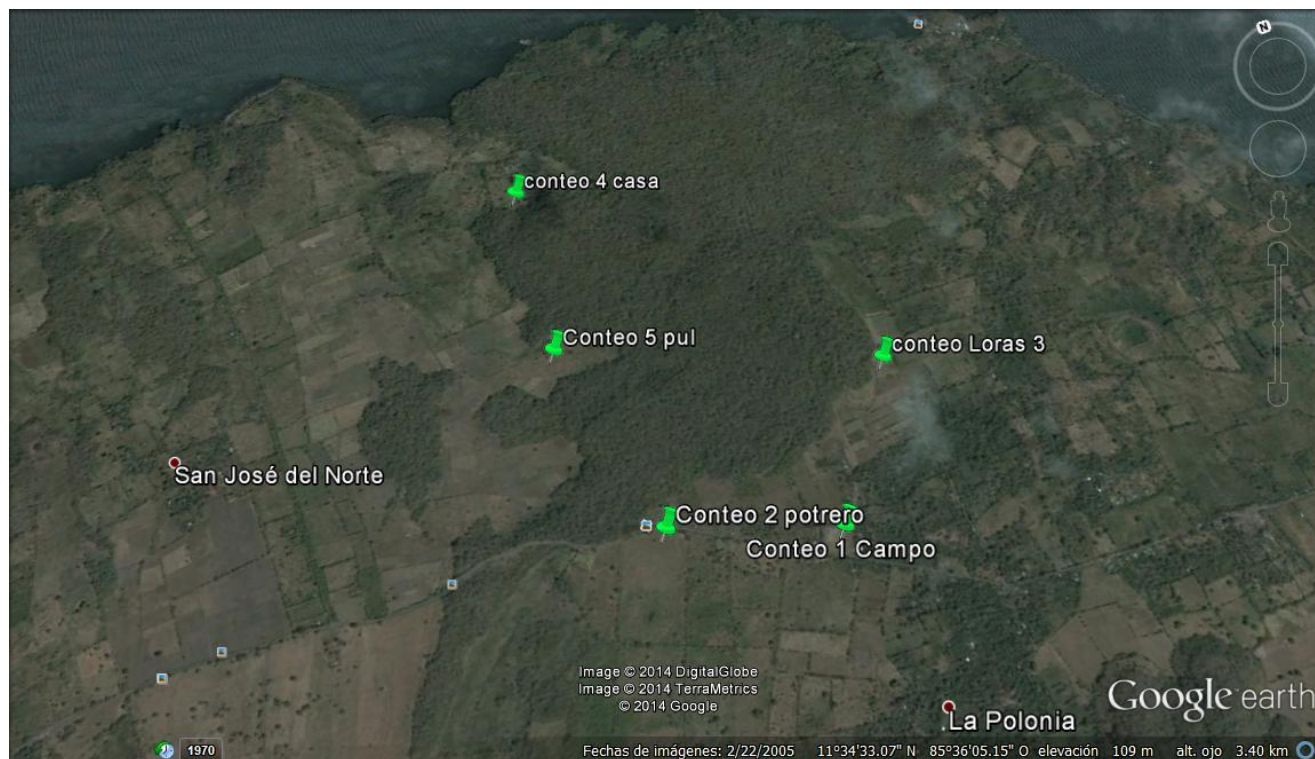 N
conteo 4 casa
Conteo 5 pul
conteo Loras 3
San José del Norte
Conteo 2 potrero
Conteo 1 Campo
Image © 2014 DigitalGlobe
Image © 2014 TerraMetrics
© 2014 Google
Google earth
La Polonia
1970
Fechas de imágenes: 2/22/2005 11°34'33.07" N 85°36'05.15" O elevación 109 m alt. ojo 3.40 km